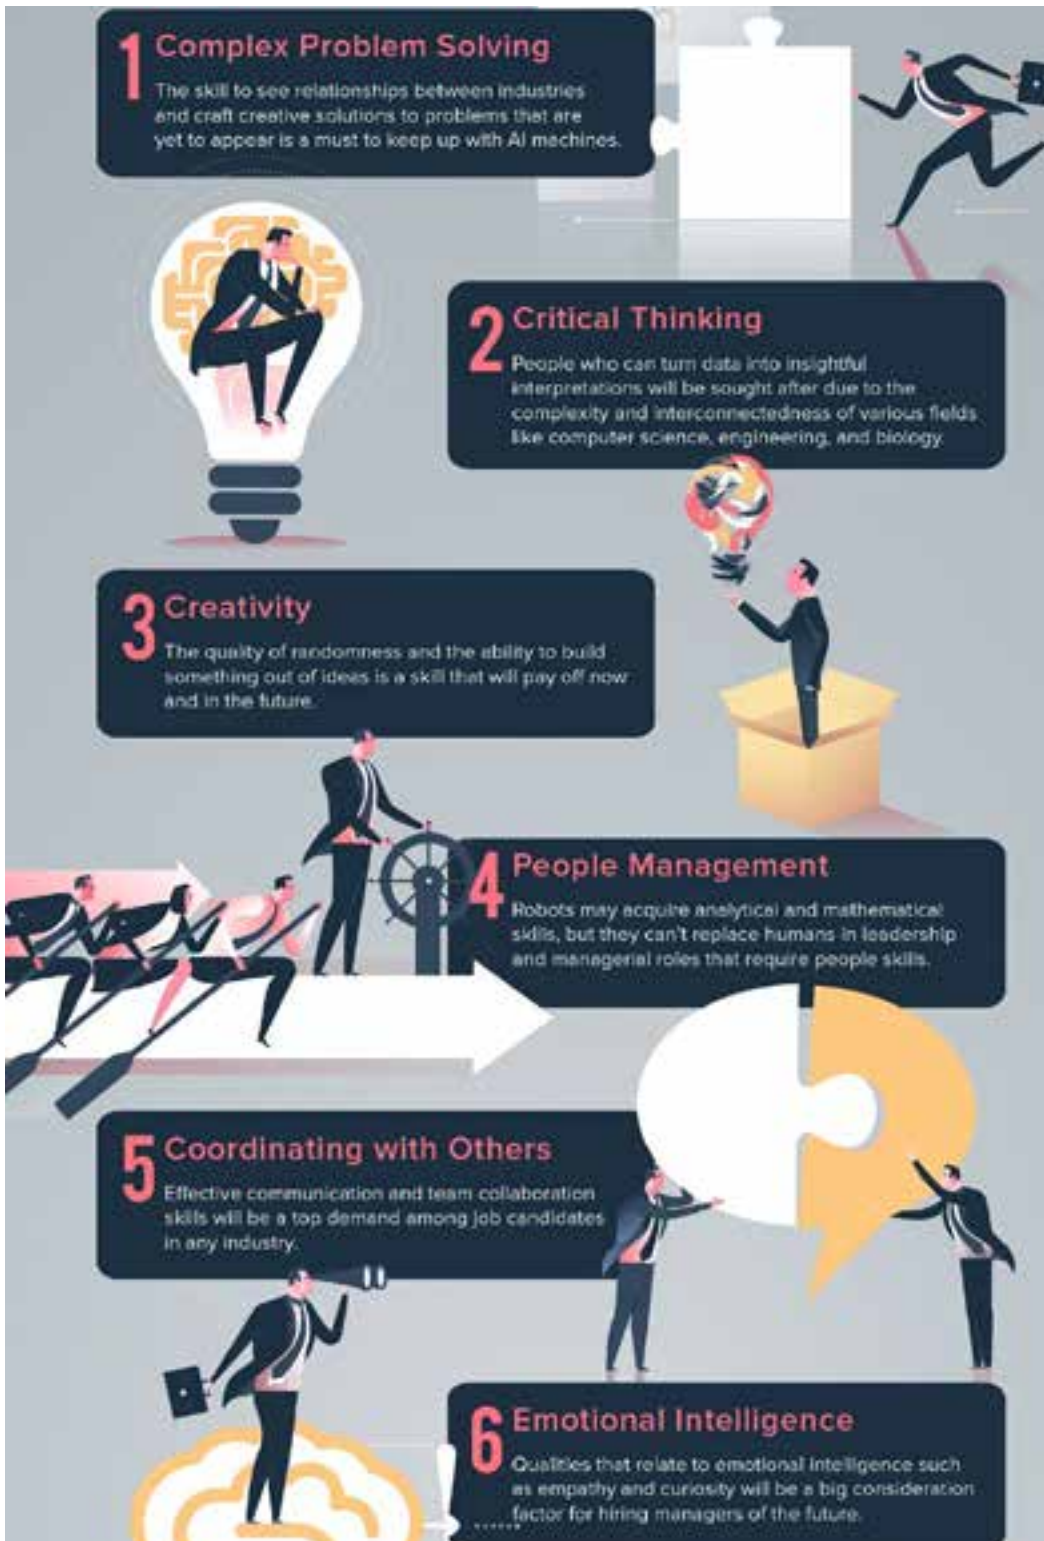 1 Complex Problem Solving
The skill to see relationships between industries
and craft creative solutions to problems that are
yet to appear is a must to keep up with AI machines.
2 Critical Thinking
People who can turn data into insightful
interpretations will be sought after due to the
complexity and interconnectedness of various fields
like computer science, engineering, and biology.
3 Creativity
The quality of randomness and the ability to build
something out of ideas is a skill that will pay off now
and in the future.
4 People Management
Robots may acquire analytical and mathematical
skills, but they can't replace humans in leadership
and managerial roles that require people skills.
5 Coordinating with Others
Effective communication and team collaboration
skills will be a top demand among job candidates
in any industry.
6 Emotional Intelligence
Qualities that relate to emotional intelligence such
as empathy and curiosity will be a big consideration
factor for hiring managers of the future.